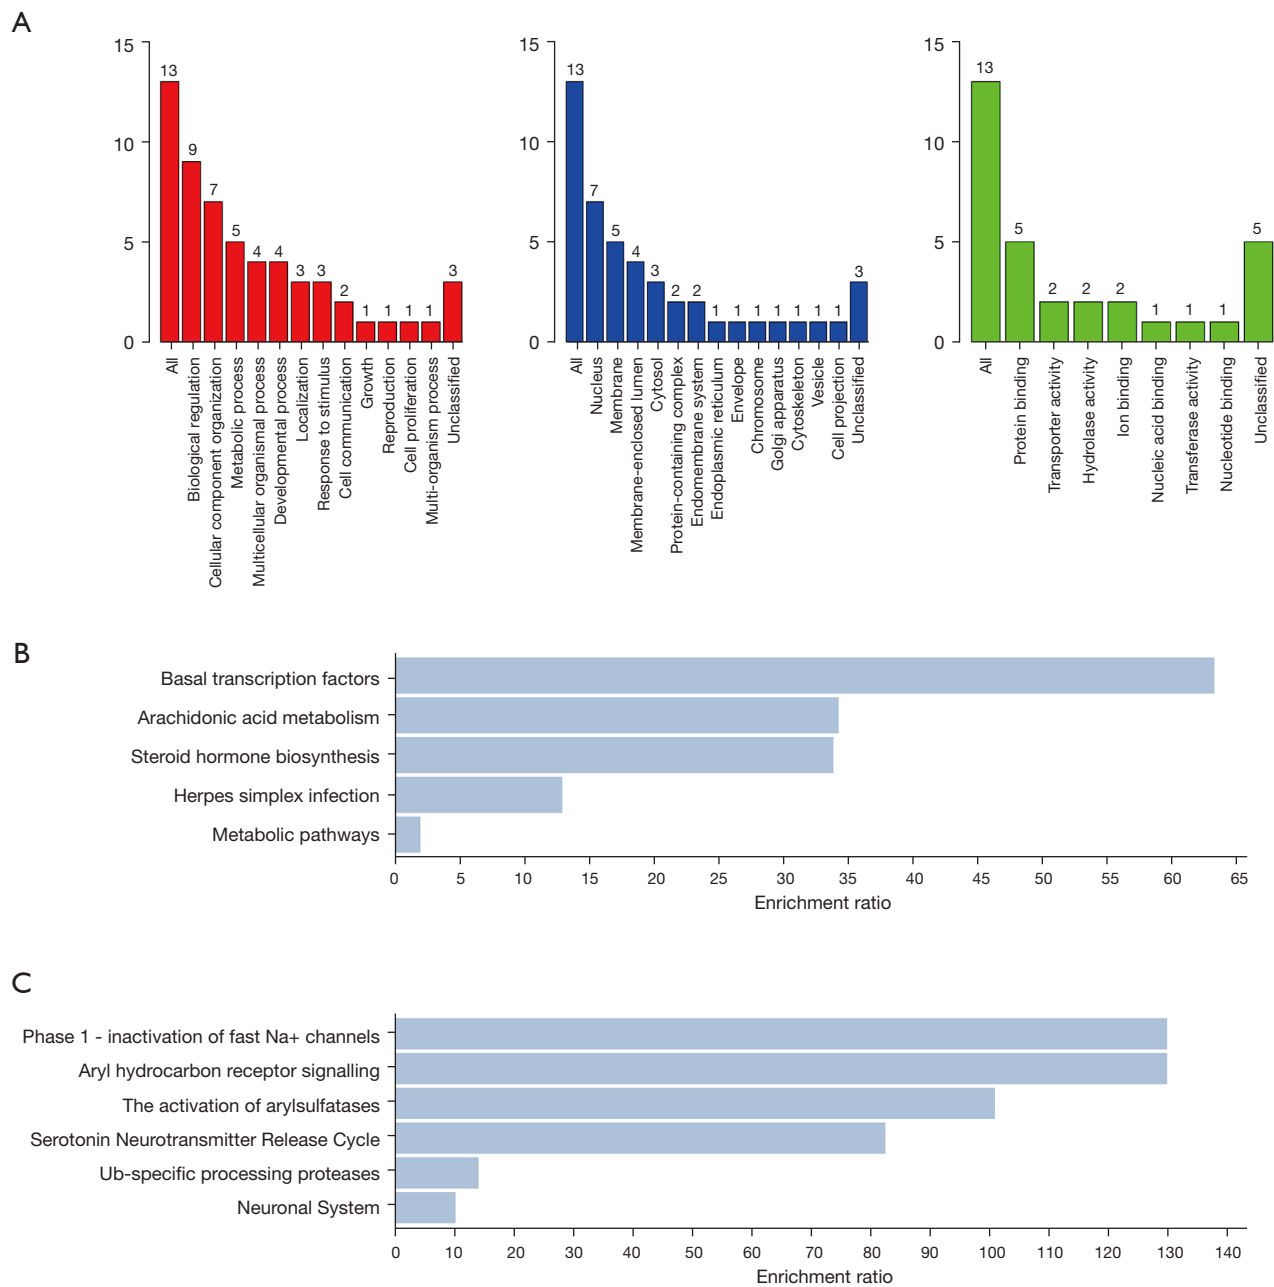 A
15
10
5
0
13
9
7
5
4
4
3
3
2
1
1
1
1
3
All
Biological regulation
Cellular component organization
Metabolic process
Multicellular organismal process
Developmental process
Localization
Response to stimulus
Cell communication
Growth
Reproduction
Cell proliferation
Multi-organism process
Unclassified
15
10
5
0
13
7
5
4
3
2
2
1
1
1
1
1
1
1
3
All
Nucleus
Membrane
Membrane-enclosed lumen
Cytosol
Protein-containing complex
Endomembrane system
Endoplasmic reticulum
Envelope
Chromosome
Golgi apparatus
Cytoskeleton
Vesicle
Cell projection
Unclassified
15
10
5
0
13
5
2
2
2
1
1
1
5
All
Protein binding
Transporter activity
Hydrolase activity
Ion binding
Nucleic acid binding
Transferase activity
Nucleotide binding
Unclassified
B
Basal transcription factors
Arachidonic acid metabolism
Steroid hormone biosynthesis
Herpes simplex infection
Metabolic pathways
0 5 10 15 20 25 30 35 40 45 50 55 60 65
Enrichment ratio
C
Phase 1 - inactivation of fast Na+ channels
Aryl hydrocarbon receptor signalling
The activation of arylsulfatases
Serotonin Neurotransmitter Release Cycle
Ub-specific processing proteases
Neuronal System
0 10 20 30 40 50 60 70 80 90 100 110 120 130 140
Enrichment ratio